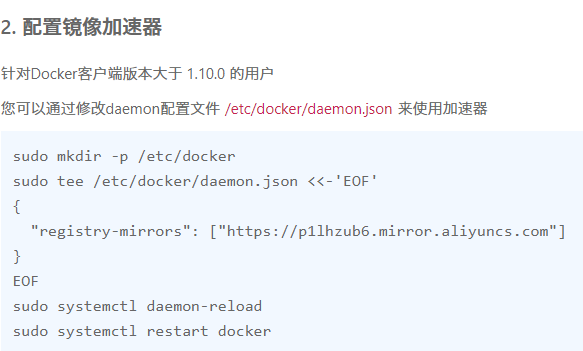 2. 配置镜像加速器
针对Docker客户端版本大于 1.10.0 的用户
您可以通过修改daemon配置文件 /etc/docker/daemon.json 来使用加速器
sudo mkdir -p /etc/docker
sudo tee /etc/docker/daemon.json <<-'EOF'
{
  "registry-mirrors": ["https://p1lhzub6.mirror.aliyuncs.com"]
}
EOF
sudo systemctl daemon-reload
sudo systemctl restart docker